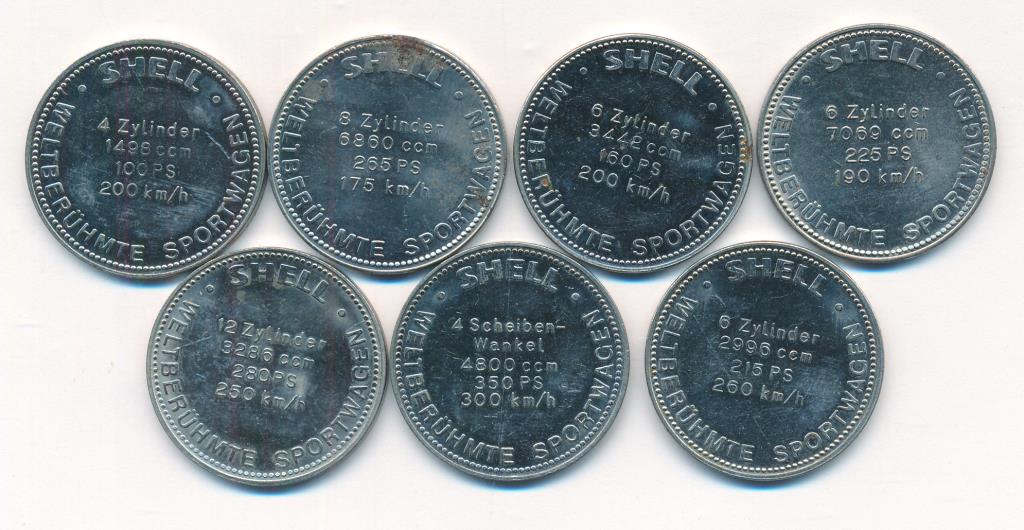 SHELL
4 Zylinder
1498 ccm
100 PS
200 km/h
· WELTBERÜHMTE SPORTWAGEN ·
SHELL
8 Zylinder
6860 ccm
265 PS
175 km/h
· WELTBERÜHMTE SPORTWAGEN ·
SHELL
6 Zylinder
3442 ccm
160 PS
200 km/h
· WELTBERÜHMTE SPORTWAGEN ·
SHELL
6 Zylinder
7069 ccm
225 PS
190 km/h
· WELTBERÜHMTE SPORTWAGEN ·
SHELL
12 Zylinder
3286 ccm
280 PS
250 km/h
· WELTBERÜHMTE SPORTWAGEN ·
SHELL
4 Scheiben-
Wankel
4800 ccm
350 PS
300 km/h
· WELTBERÜHMTE SPORTWAGEN ·
SHELL
6 Zylinder
2996 ccm
215 PS
260 km/h
· WELTBERÜHMTE SPORTWAGEN ·